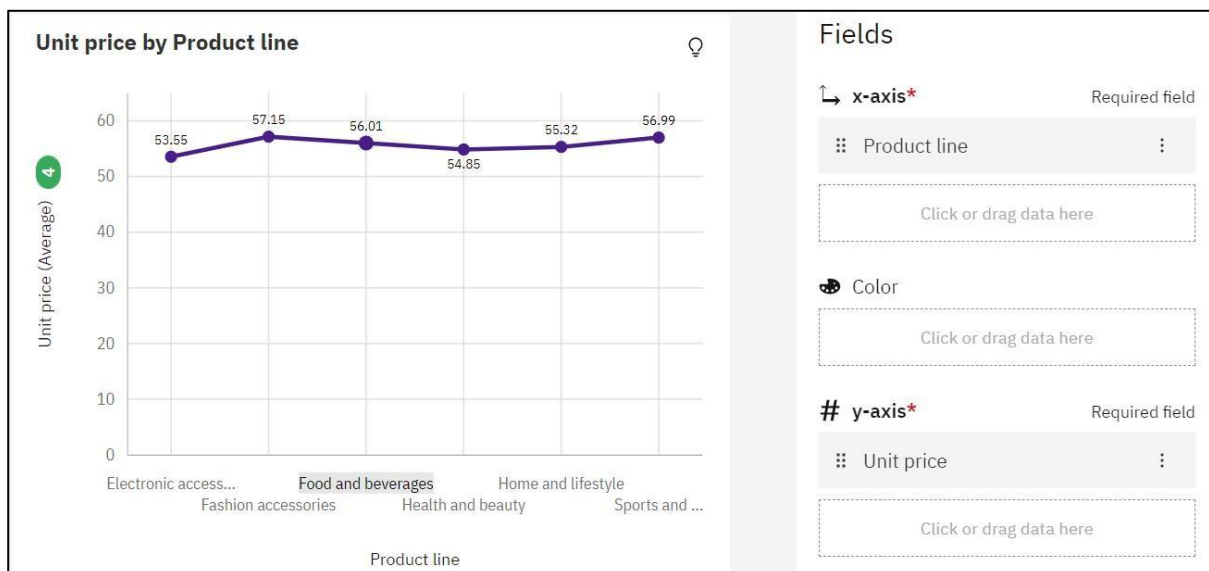 Unit price by Product line
60
50
40
30
20
10
0
Unit price (Average)
4
53.55
57.15
56.01
54.85
55.32
56.99
Electronic access...
Fashion accessories
Food and beverages
Health and beauty
Home and lifestyle
Sports and ...
Product line
Fields
x-axis* Required field
Product line
Click or drag data here
Color
Click or drag data here
# y-axis* Required field
Unit price
Click or drag data here